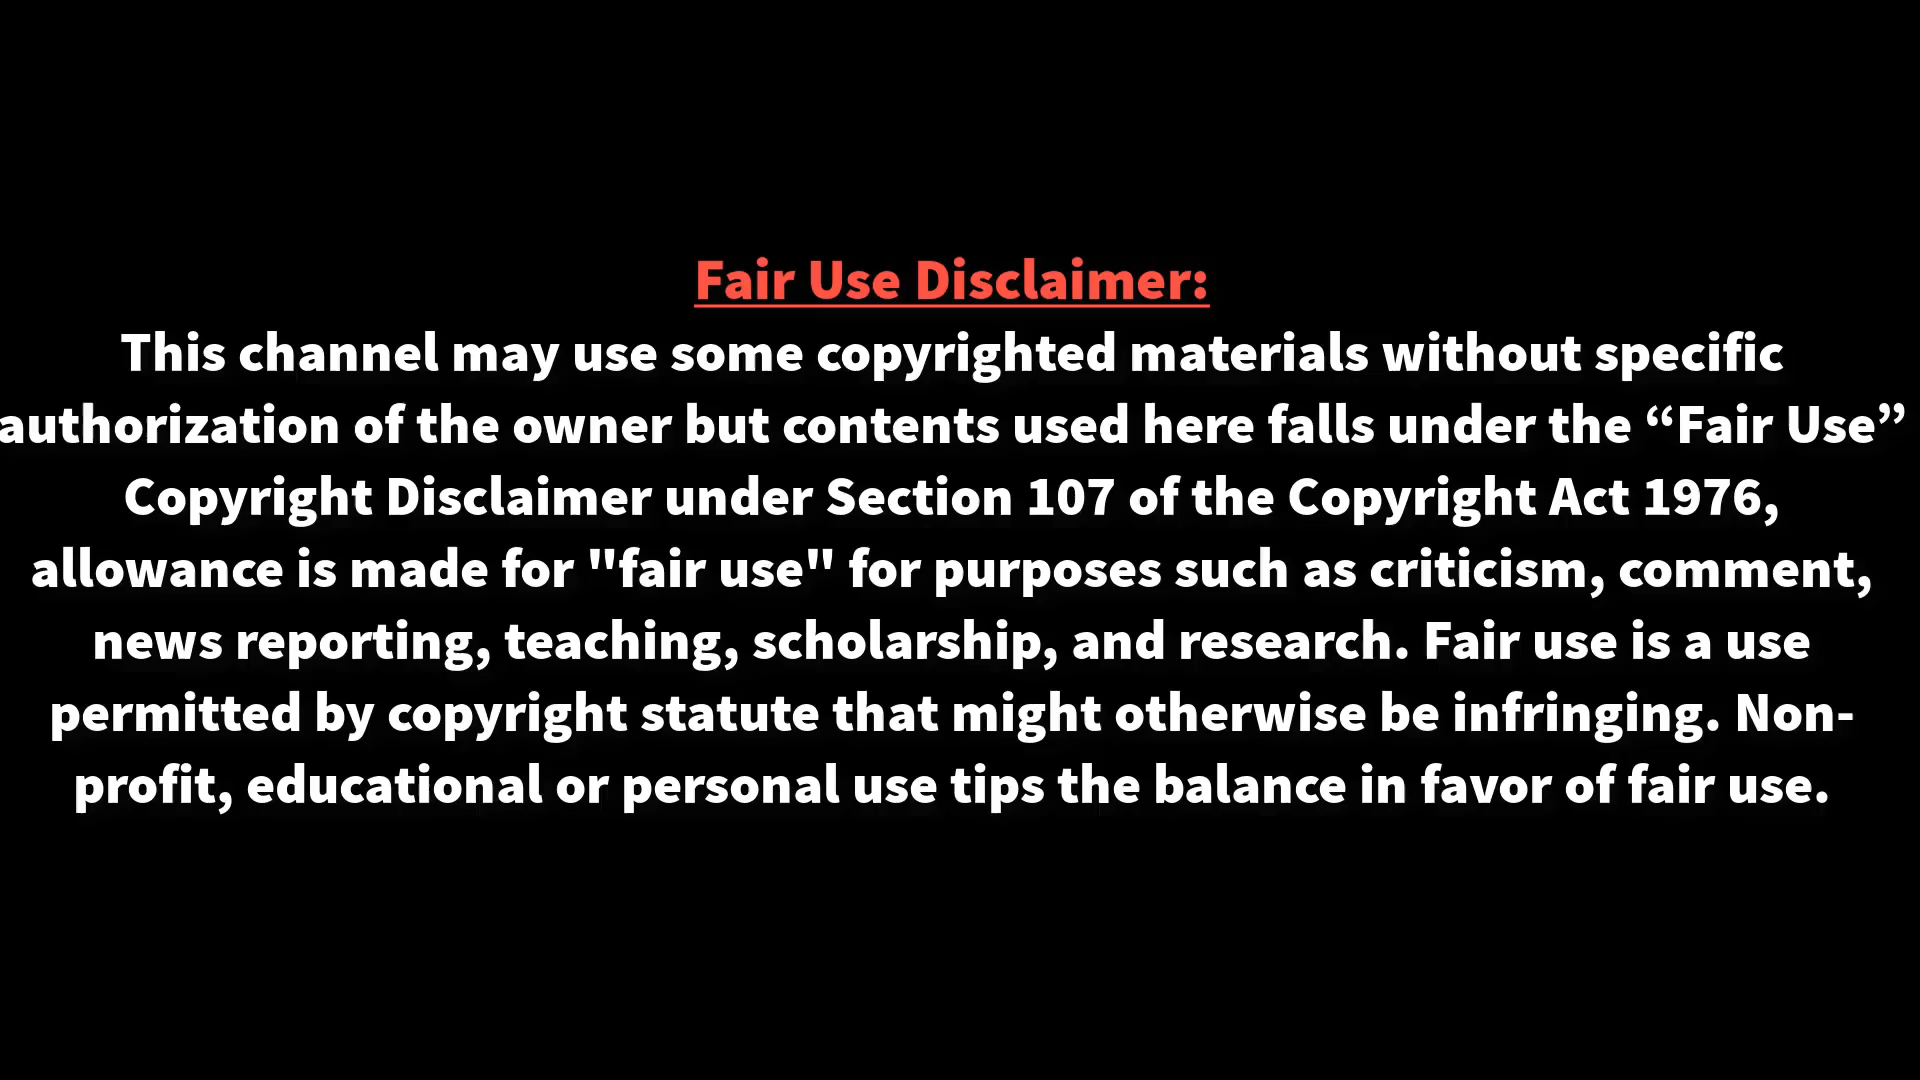 Fair Use Disclaimer:
This channel may use some copyrighted materials without specific
authorization of the owner but contents used here falls under the “Fair Use”
Copyright Disclaimer under Section 107 of the Copyright Act 1976,
allowance is made for "fair use" for purposes such as criticism, comment,
news reporting, teaching, scholarship, and research. Fair use is a use
permitted by copyright statute that might otherwise be infringing. Non-
profit, educational or personal use tips the balance in favor of fair use.